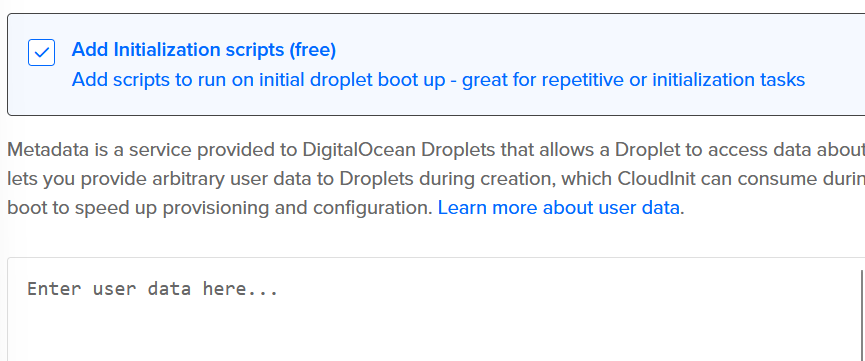 Add Initialization scripts (free)
Add scripts to run on initial droplet boot up - great for repetitive or initialization tasks
Metadata is a service provided to DigitalOcean Droplets that allows a Droplet to access data about
lets you provide arbitrary user data to Droplets during creation, which CloudInit can consume durin
boot to speed up provisioning and configuration. Learn more about user data.
Enter user data here...